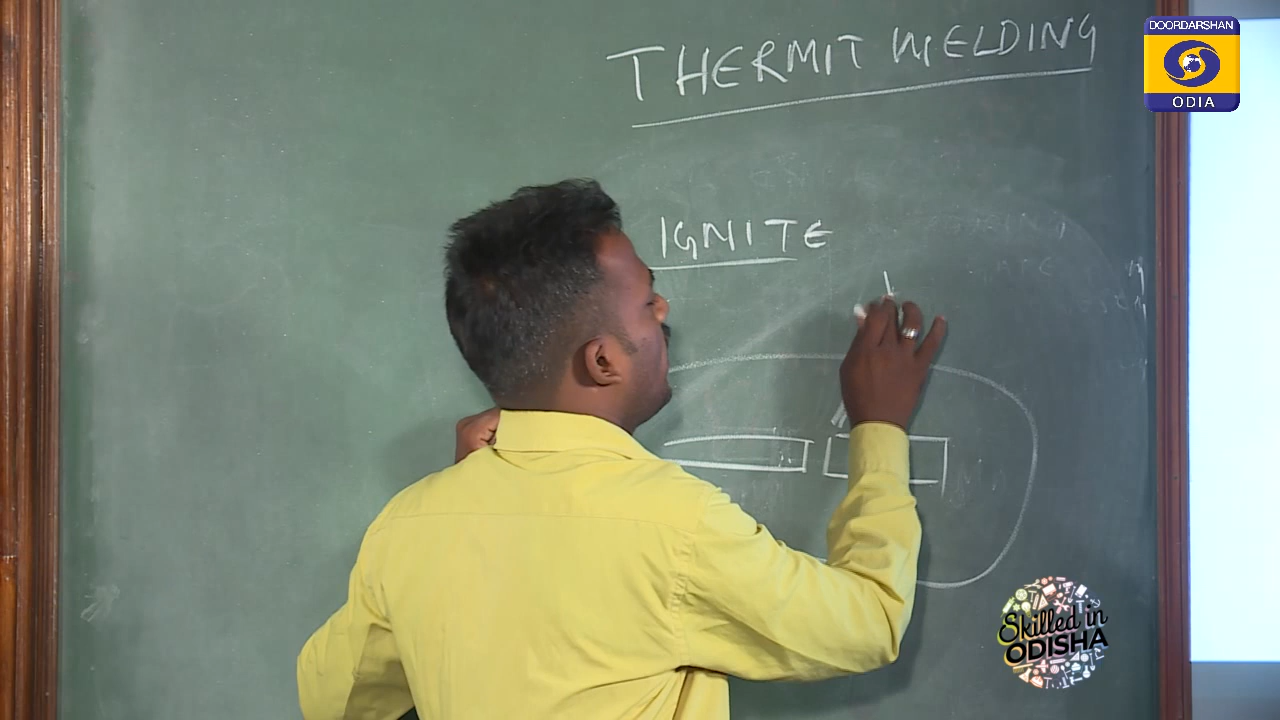 THERMIT WELDING
DOORDARSHAN
ODIA
IGNITE
Skilled in
ODISHA